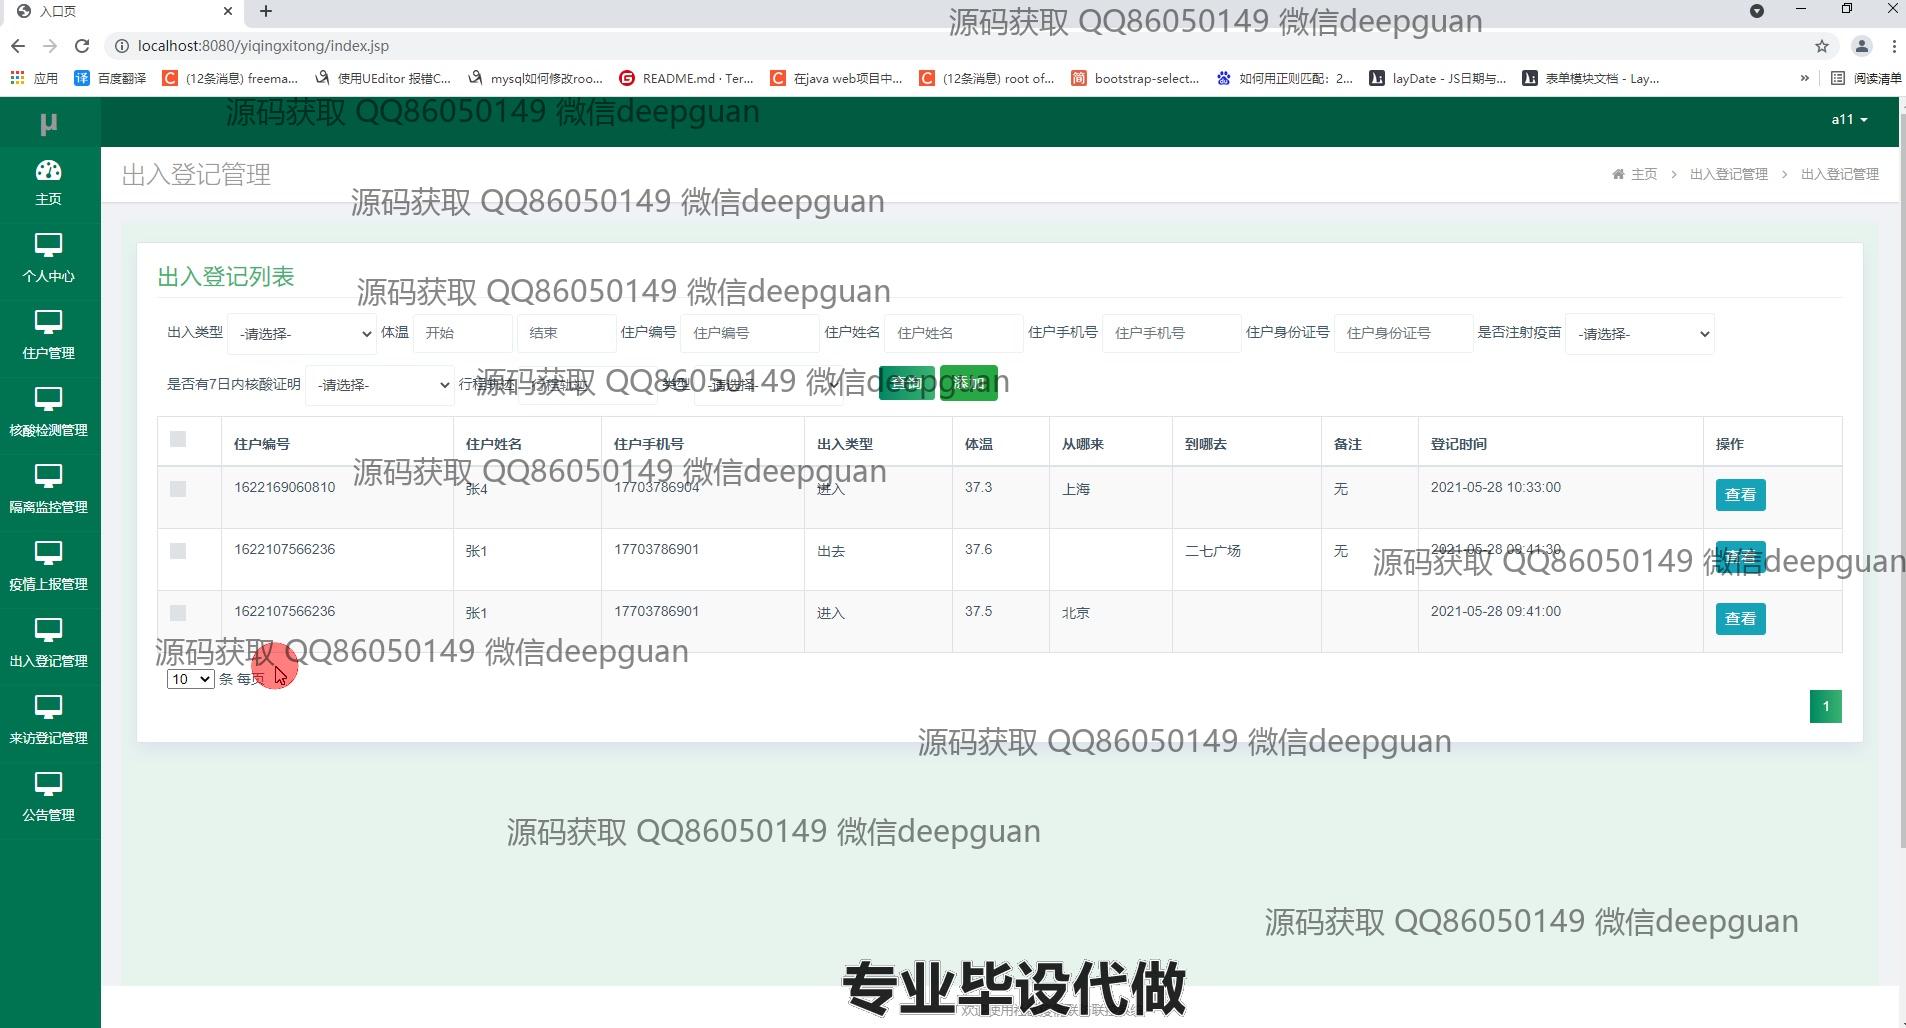 入口页
源码获取 QQ86050149 微信deepguan
localhost:8080/yiqingxitong/index.jsp
应用 百度翻译 (12条消息) freema... 使用UEditor 报错C... mysql如何修改roo... README.md · Ter... 在java web项目中... (12条消息) root of... bootstrap-select... 如何用正则匹配：2... layDate - JS日期与... 表单模块文档 - Lay... » 阅读清单
源码获取 QQ86050149 微信deepguan
μ a11
主页
出入登记管理 主页 > 出入登记管理 > 出入登记管理
源码获取 QQ86050149 微信deepguan
个人中心
出入登记列表
源码获取 QQ86050149 微信deepguan
出入类型 -请选择- 体温 开始 结束 住户编号 住户编号 住户姓名 住户姓名 住户手机号 住户手机号 住户身份证号 住户身份证号 是否注射疫苗 -请选择-
住户管理
是否有7日内核酸证明 -请选择- 行程轨迹 行程轨迹 类型 -请选择- 查询 添加
源码获取 QQ86050149 微信deepguan
核酸检测管理
住户编号 住户姓名 住户手机号 出入类型 体温 从哪来 到哪去 备注 登记时间 操作
源码获取 QQ86050149 微信deepguan
1622169060810 张4 17703786904 进入 37.3 上海 无 2021-05-28 10:33:00 查看
隔离监控管理
1622107566236 张1 17703786901 出去 37.6 二七广场 无 2021-05-28 09:41:30 查看
源码获取 QQ86050149 微信deepguan
疫情上报管理
1622107566236 张1 17703786901 进入 37.5 北京 2021-05-28 09:41:00 查看
源码获取 QQ86050149 微信deepguan
出入登记管理
10 条 每页
1
来访登记管理
源码获取 QQ86050149 微信deepguan
公告管理
源码获取 QQ86050149 微信deepguan
源码获取 QQ86050149 微信deepguan
专业毕设代做